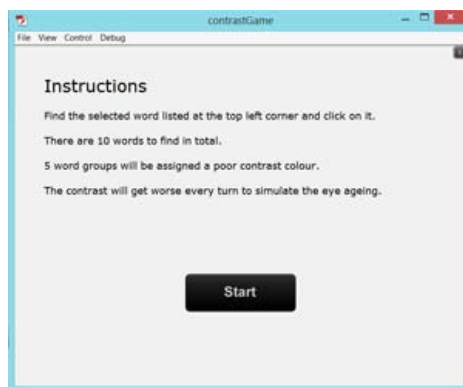 contrastGame
File View Control Debug
Instructions
Find the selected word listed at the top left corner and click on it.
There are 10 words to find in total.
5 word groups will be assigned a poor contrast colour.
The contrast will get worse every turn to simulate the eye ageing.
Start